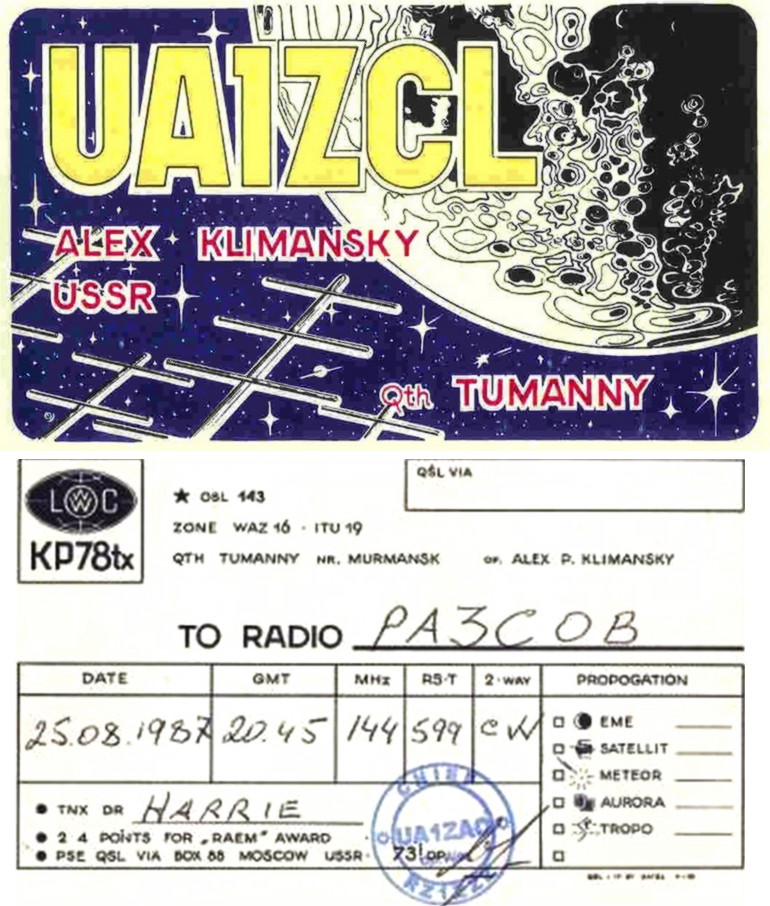 UA1ZCL
ALEX KLIMANSKY
USSR
Qth TUMANNY
LWC
KP78tx
★ OBL 143
ZONE WAZ 16 - ITU 19
QTH TUMANNY NR. MURMANSK OP. ALEX P. KLIMANSKY
QSL VIA
TO RADIO PA3COB
DATE GMT MHz RS-T 2-WAY PROPOGATION
25.08.1987 20.45 144 599 CW
EME
SATELLIT
METEOR
AURORA
TROPO
● TNX DR HARRIE
● 2 4 POINTS FOR „RAEM" AWARD
● PSE QSL VIA BOX 88 MOSCOW USSR. 73! OP.
CHIEF
UA1ZAO